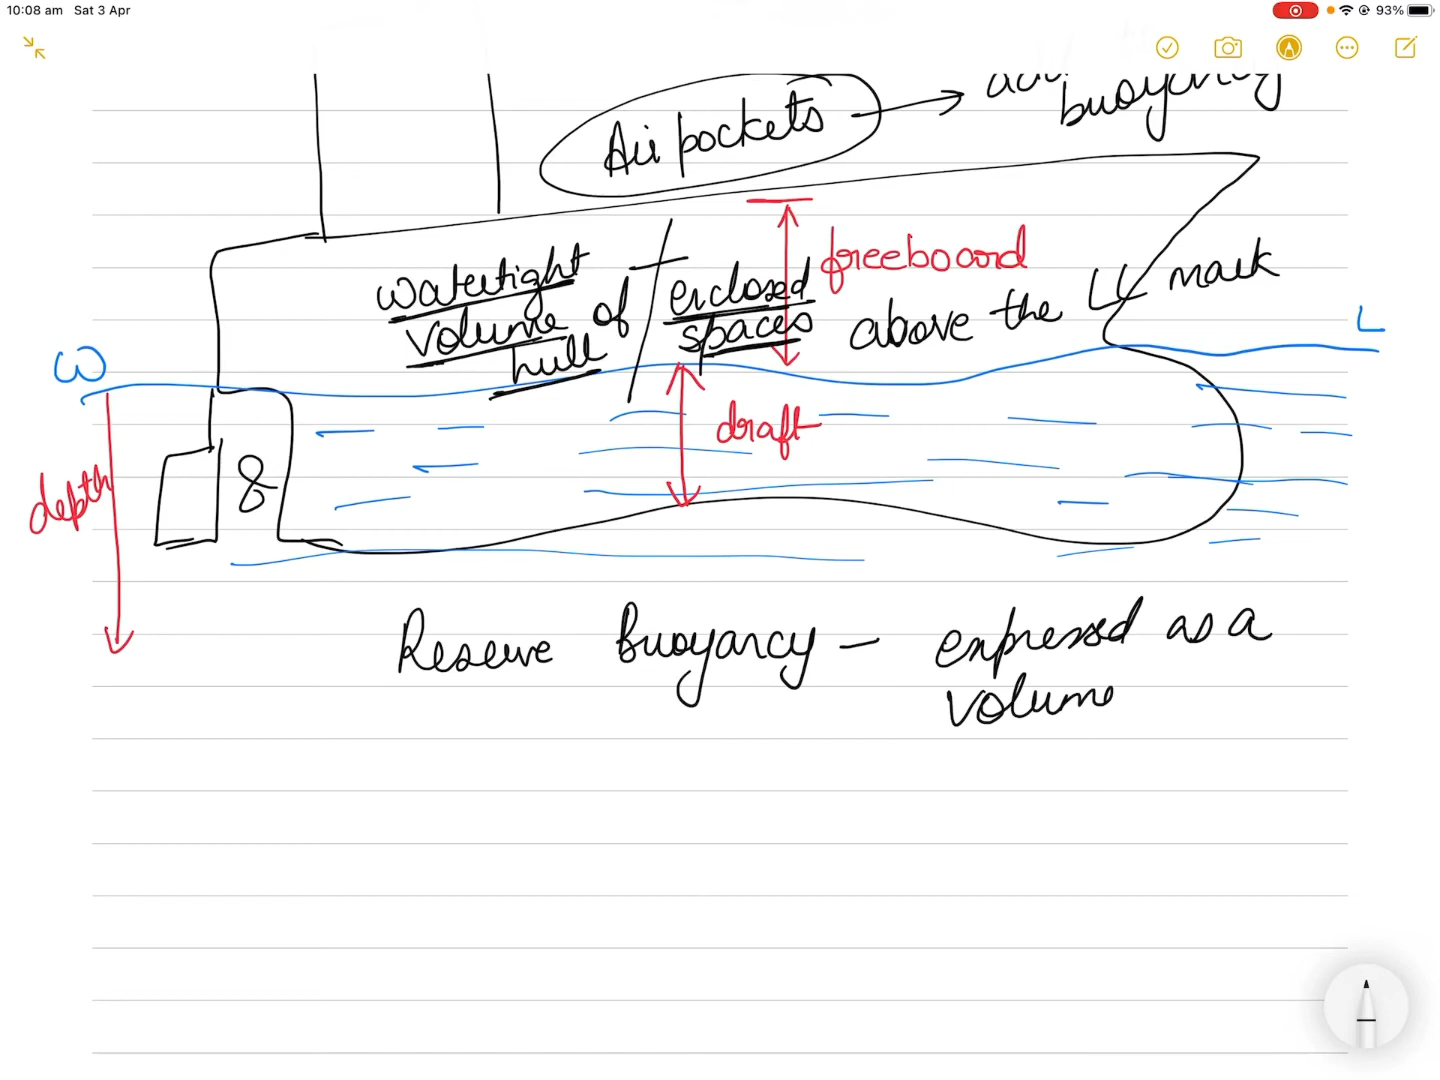 10:08 am Sat 3 Apr
93%
buoyancy
Air pockets
freeboard
watertight
volume of
hull
enclosed
spaces
above the LL mark
W
L
draft
depth
8
Reserve Buoyancy – expressed as a
volume